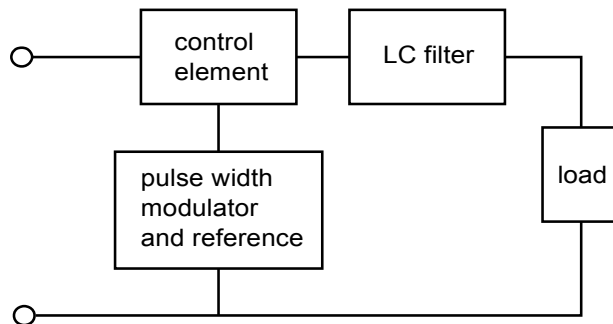 control
element
LC filter
load
pulse width
modulator
and reference